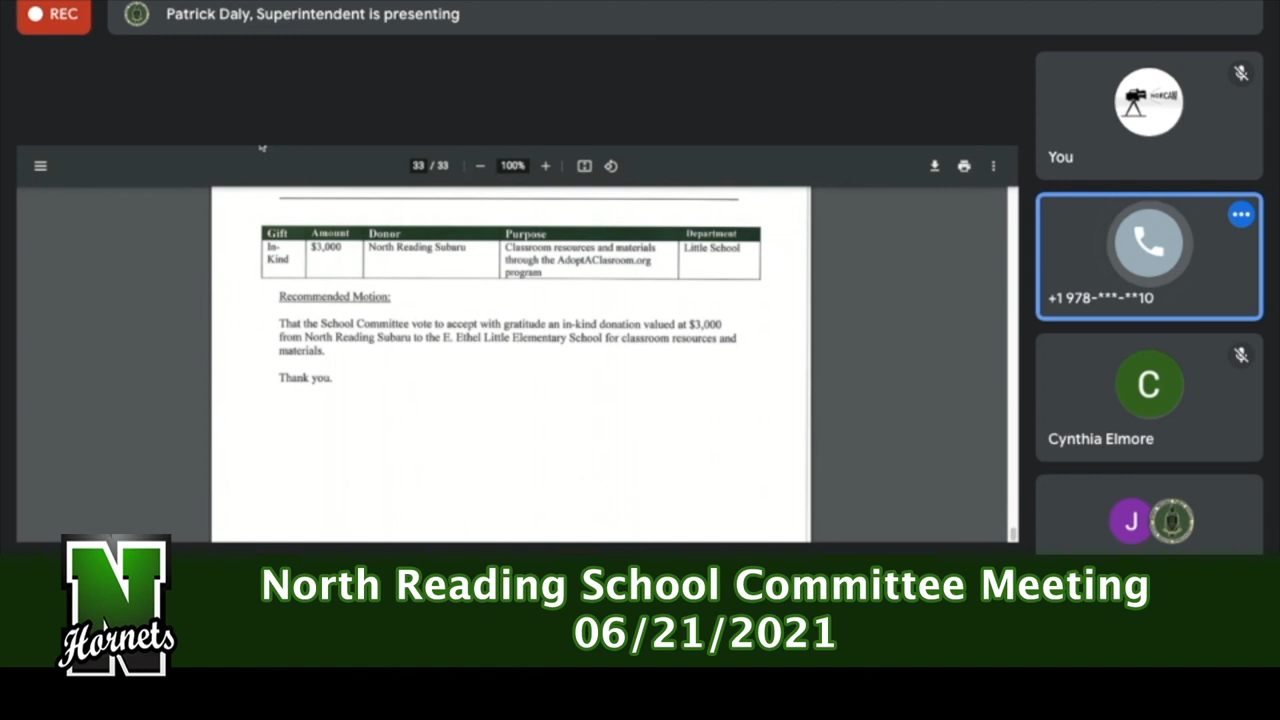 REC
Patrick Daly, Superintendent is presenting
NORCAM
You
33 / 33
100%
Gift Amount Donor Purpose Department
In-Kind $3,000 North Reading Subaru Classroom resources and materials through the AdoptAClasroom.org program Little School
Recommended Motion:
That the School Committee vote to accept with gratitude an in-kind donation valued at $3,000
from North Reading Subaru to the E. Ethel Little Elementary School for classroom resources and
materials.
Thank you.
+1 978-***-**10
C
Cynthia Elmore
J
N
Hornets
North Reading School Committee Meeting
06/21/2021